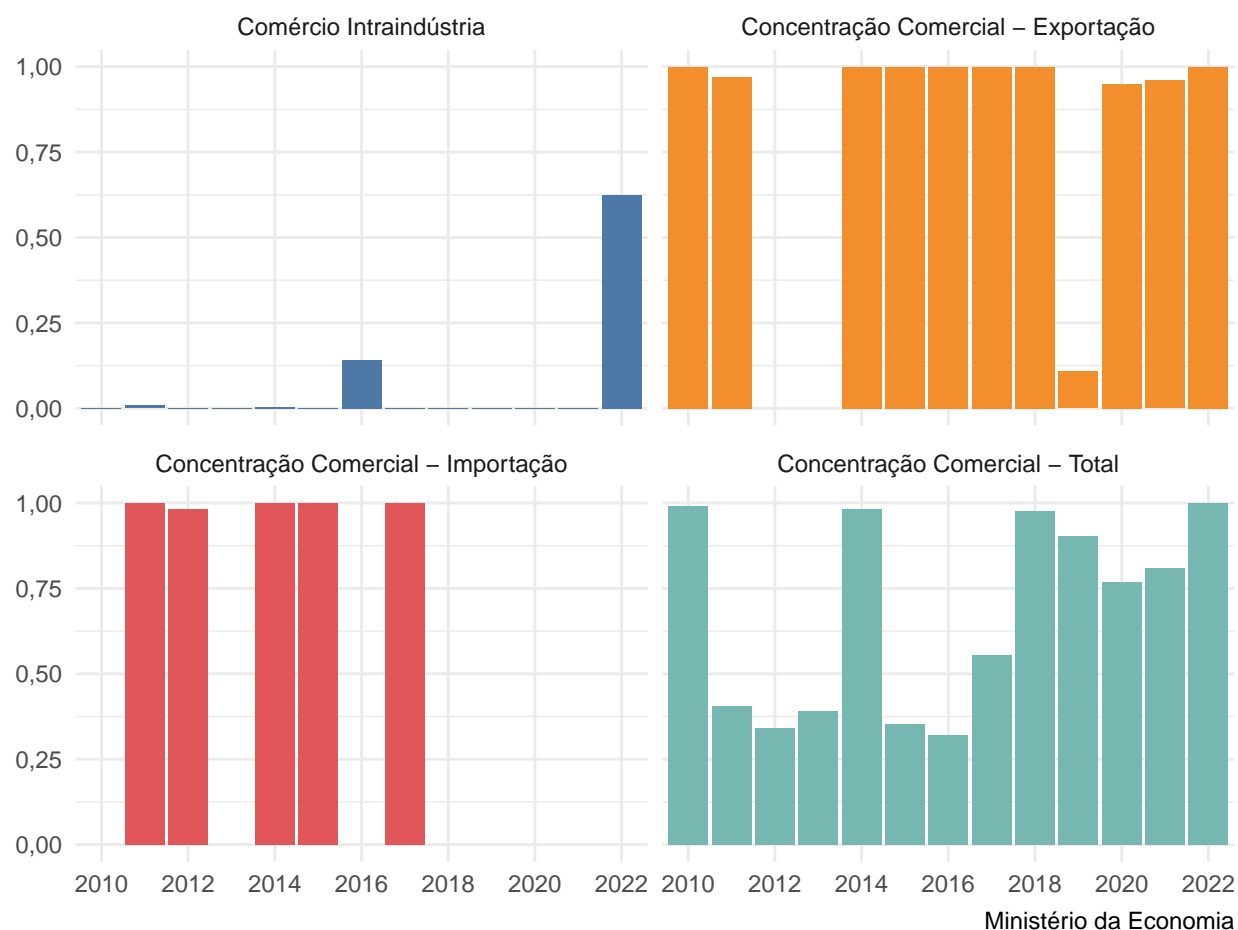 Comércio Intraindústria
Concentração Comercial – Exportação
1,00
0,75
0,50
0,25
0,00
Concentração Comercial – Importação
Concentração Comercial – Total
1,00
0,75
0,50
0,25
0,00
2010 2012 2014 2016 2018 2020 2022
2010 2012 2014 2016 2018 2020 2022
Ministério da Economia